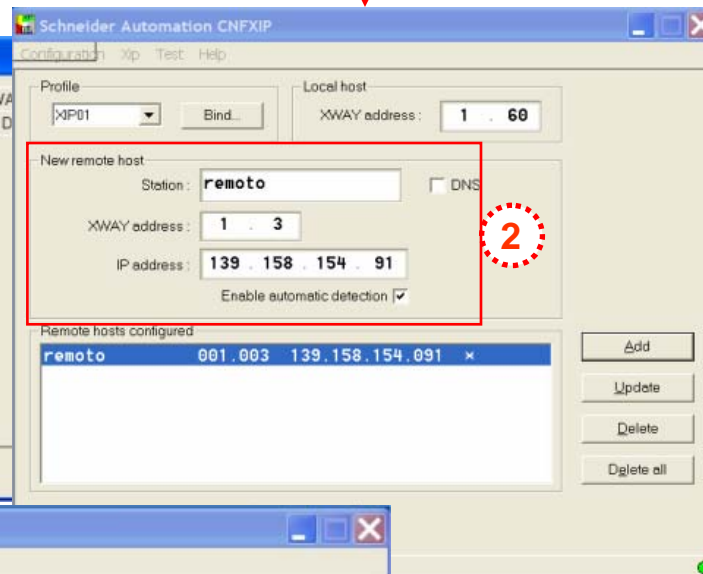 Schneider Automation CNFXIP
Configuration Xip Test Help
Profile
XIP01
Bind...
Local host
XWAY address : 1 . 60
New remote host
Station : remoto
DNS
XWAY address : 1 . 3
IP address : 139 . 158 . 154 . 91
Enable automatic detection
2
Remote hosts configured
remoto 001.003 139.158.154.091 ×
Add
Update
Delete
Delete all